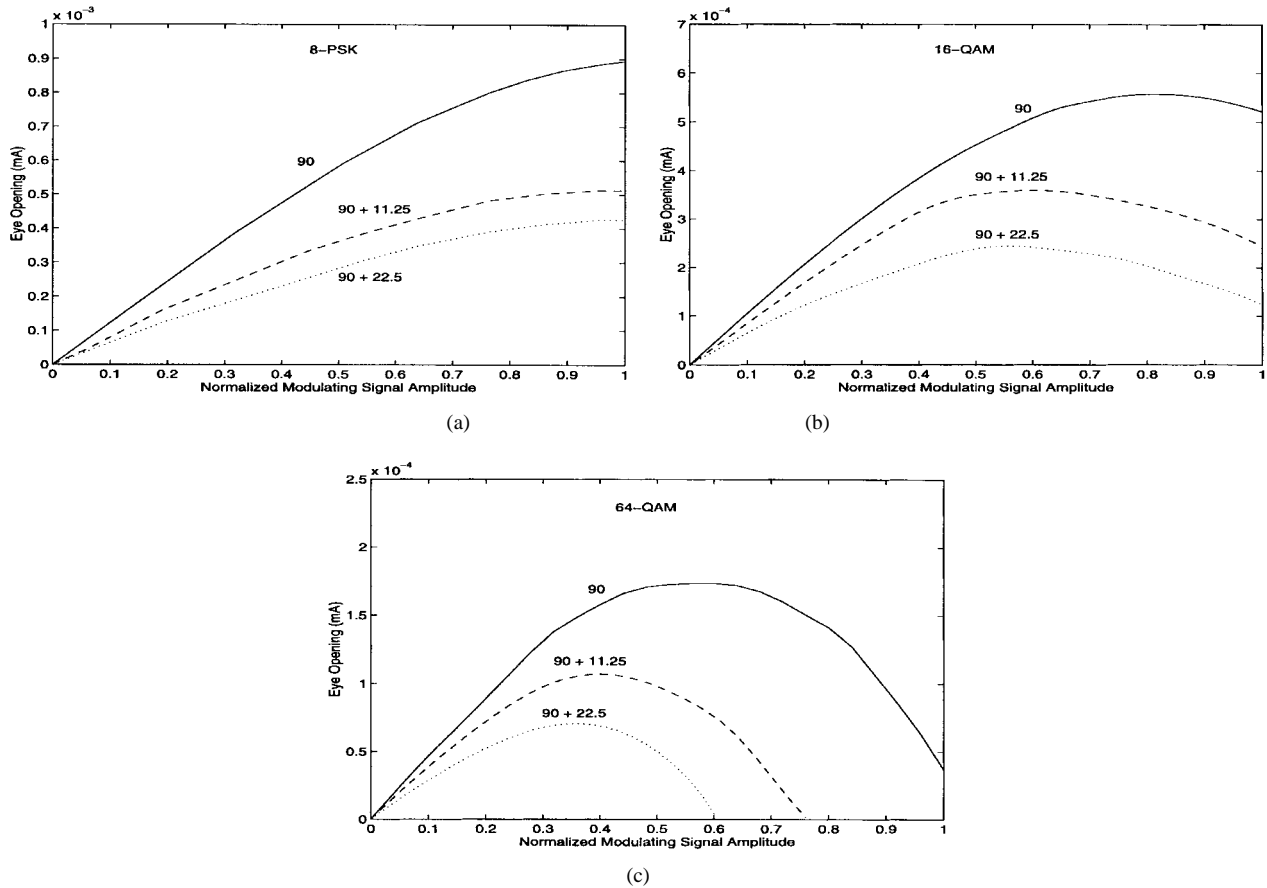 x 10⁻³
1
0.9
0.8
0.7
0.6
0.5
0.4
0.3
0.2
0.1
0
Eye Opening (mA)
8-PSK
90
90 + 11.25
90 + 22.5
0 0.1 0.2 0.3 0.4 0.5 0.6 0.7 0.8 0.9 1
Normalized Modulating Signal Amplitude
(a)
x 10⁻⁴
7
6
5
4
3
2
1
0
Eye Opening (mA)
16-QAM
90
90 + 11.25
90 + 22.5
0 0.1 0.2 0.3 0.4 0.5 0.6 0.7 0.8 0.9 1
Normalized Modulating Signal Amplitude
(b)
x 10⁻⁴
2.5
2
1.5
1
0.5
0
Eye Opening (mA)
64-QAM
90
90 + 11.25
90 + 22.5
0 0.1 0.2 0.3 0.4 0.5 0.6 0.7 0.8 0.9 1
Normalized Modulating Signal Amplitude
(c)